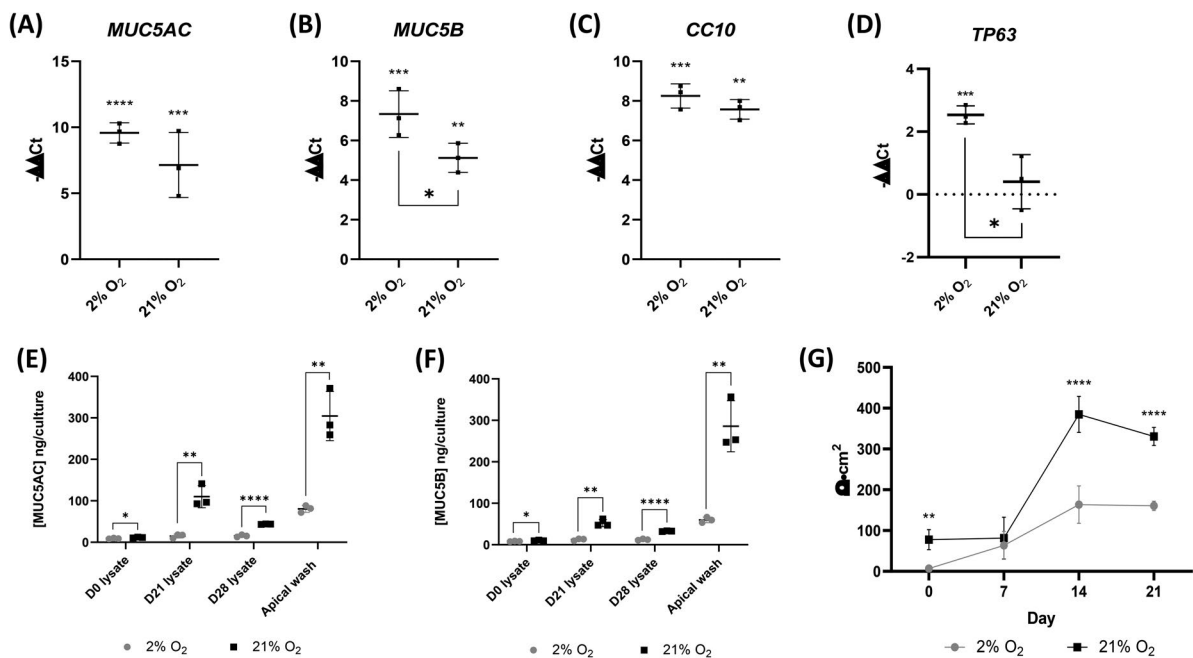 (A)
MUC5AC
15
10
5
0
-▲▲Ct
****
***
2% O₂
21% O₂
(B)
MUC5B
10
8
6
4
2
0
-▲▲Ct
***
**
*
2% O₂
21% O₂
(C)
CC10
10
8
6
4
2
0
-▲▲Ct
***
**
2% O₂
21% O₂
(D)
TP63
4
2
0
-2
-▲▲Ct
***
*
2% O₂
21% O₂
(E)
[MUC5AC] ng/culture
400
300
200
100
0
*
**
****
**
D0 lysate
D21 lysate
D28 lysate
Apical wash
2% O₂
21% O₂
(F)
[MUC5B] ng/culture
400
300
200
100
0
*
**
****
**
D0 lysate
D21 lysate
D28 lysate
Apical wash
2% O₂
21% O₂
(G)
Ω•cm²
500
400
300
200
100
0
**
****
****
0
7
14
21
Day
2% O₂
21% O₂